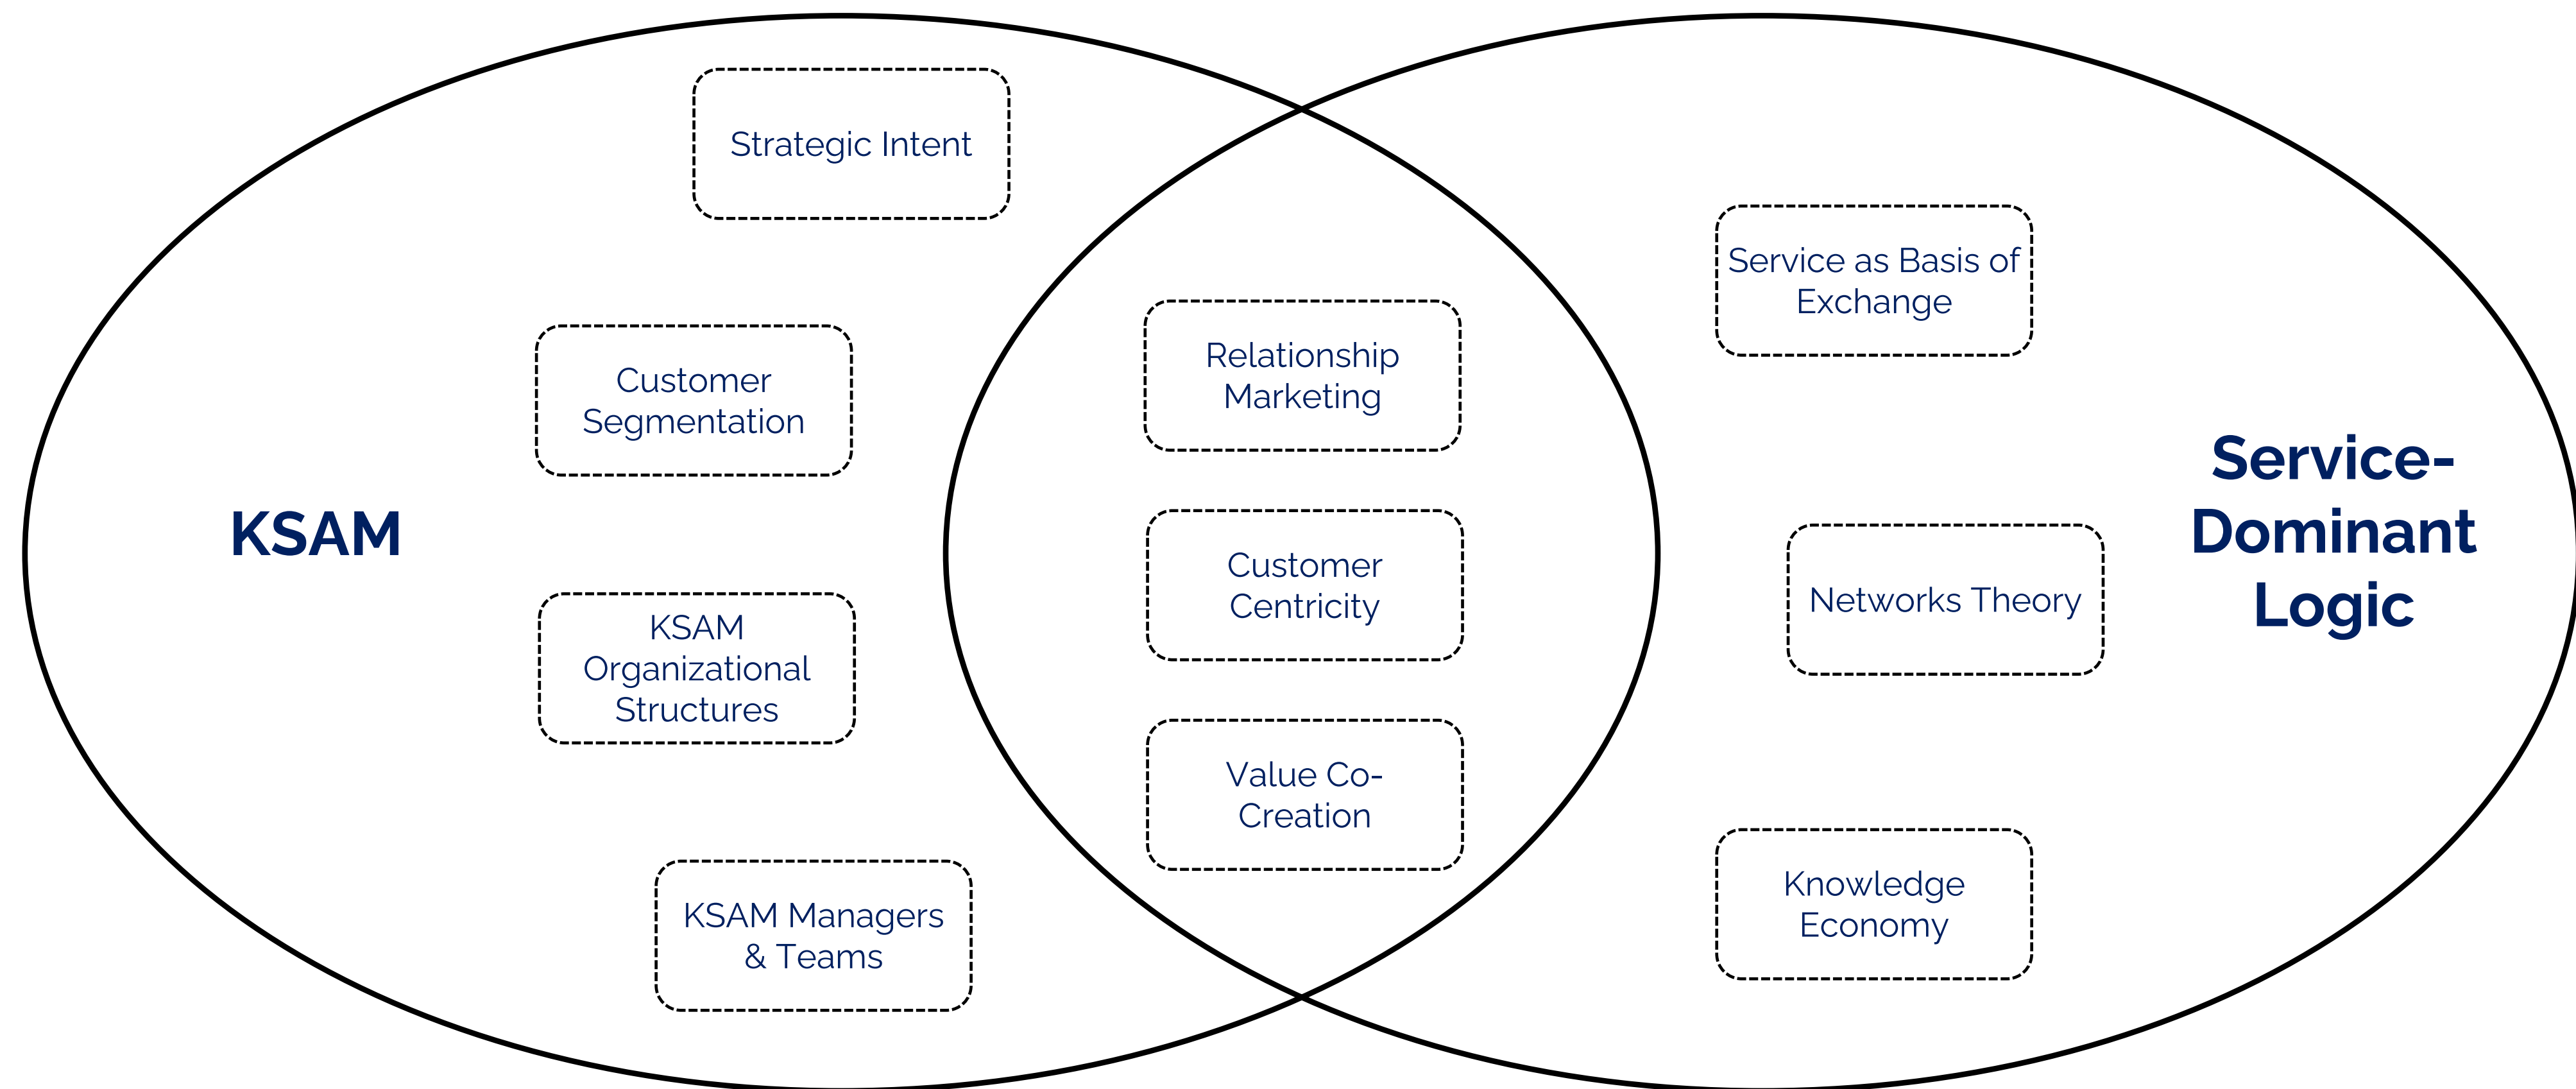 KSAM
Strategic Intent
Customer
Segmentation
KSAM
Organizational
Structures
KSAM Managers
& Teams
Relationship
Marketing
Customer
Centricity
Value Co-
Creation
Service as Basis of
Exchange
Networks Theory
Knowledge
Economy
Service-
Dominant
Logic